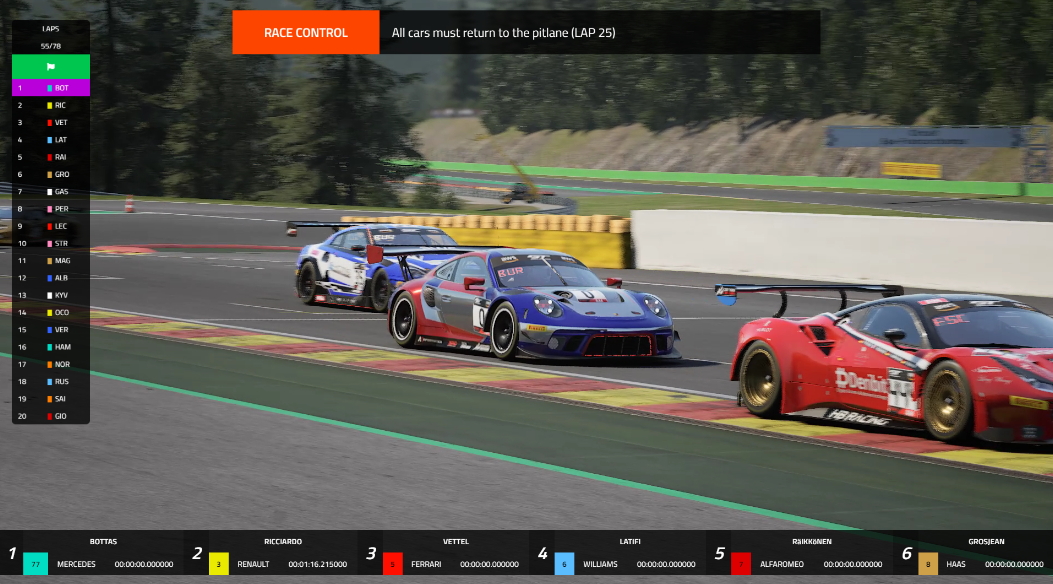 LAPS
55/78
RACE CONTROL
All cars must return to the pitlane (LAP 25)
1 BOT
2 RIC
3 VET
4 LAT
5 RAI
6 GRO
7 GAS
8 PER
9 LEC
10 STR
11 MAG
12 ALB
13 KYV
14 OCO
15 VER
16 HAM
17 NOR
18 RUS
19 SAI
20 GIO
BUR
Deribit
HB RACING
1 BOTTAS
77 MERCEDES 00:00:00.000000
2 RICCIARDO
3 RENAULT 00:01:16.215000
3 VETTEL
5 FERRARI 00:00:00.000000
4 LATIFI
6 WILLIAMS 00:00:00.000000
5 RäIKKöNEN
7 ALFAROMEO 00:00:00.000000
6 GROSJEAN
8 HAAS 00:00:00.000000